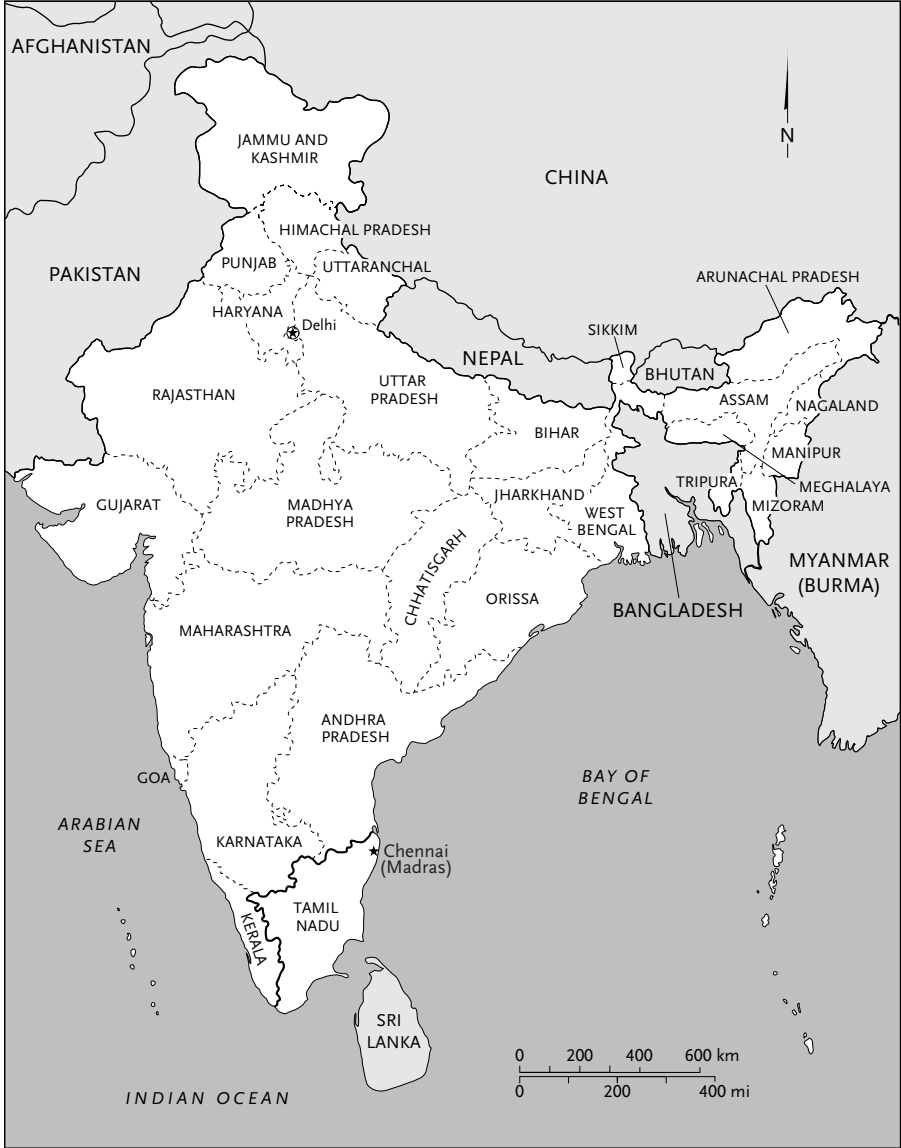 AFGHANISTAN
JAMMU AND
KASHMIR
N
CHINA
HIMACHAL PRADESH
PUNJAB
UTTARANCHAL
PAKISTAN
ARUNACHAL PRADESH
HARYANA
Delhi
SIKKIM
NEPAL
BHUTAN
RAJASTHAN
UTTAR
PRADESH
ASSAM
NAGALAND
BIHAR
MANIPUR
TRIPURA
MEGHALAYA
GUJARAT
MADHYA
PRADESH
JHARKHAND
MIZORAM
WEST
BENGAL
CHHATISGARH
MYANMAR
(BURMA)
ORISSA
BANGLADESH
MAHARASHTRA
ANDHRA
PRADESH
GOA
BAY OF
BENGAL
ARABIAN
SEA
KARNATAKA
Chennai
(Madras)
TAMIL
NADU
KERALA
SRI
LANKA
0 200 400 600 km
0 200 400 mi
INDIAN OCEAN